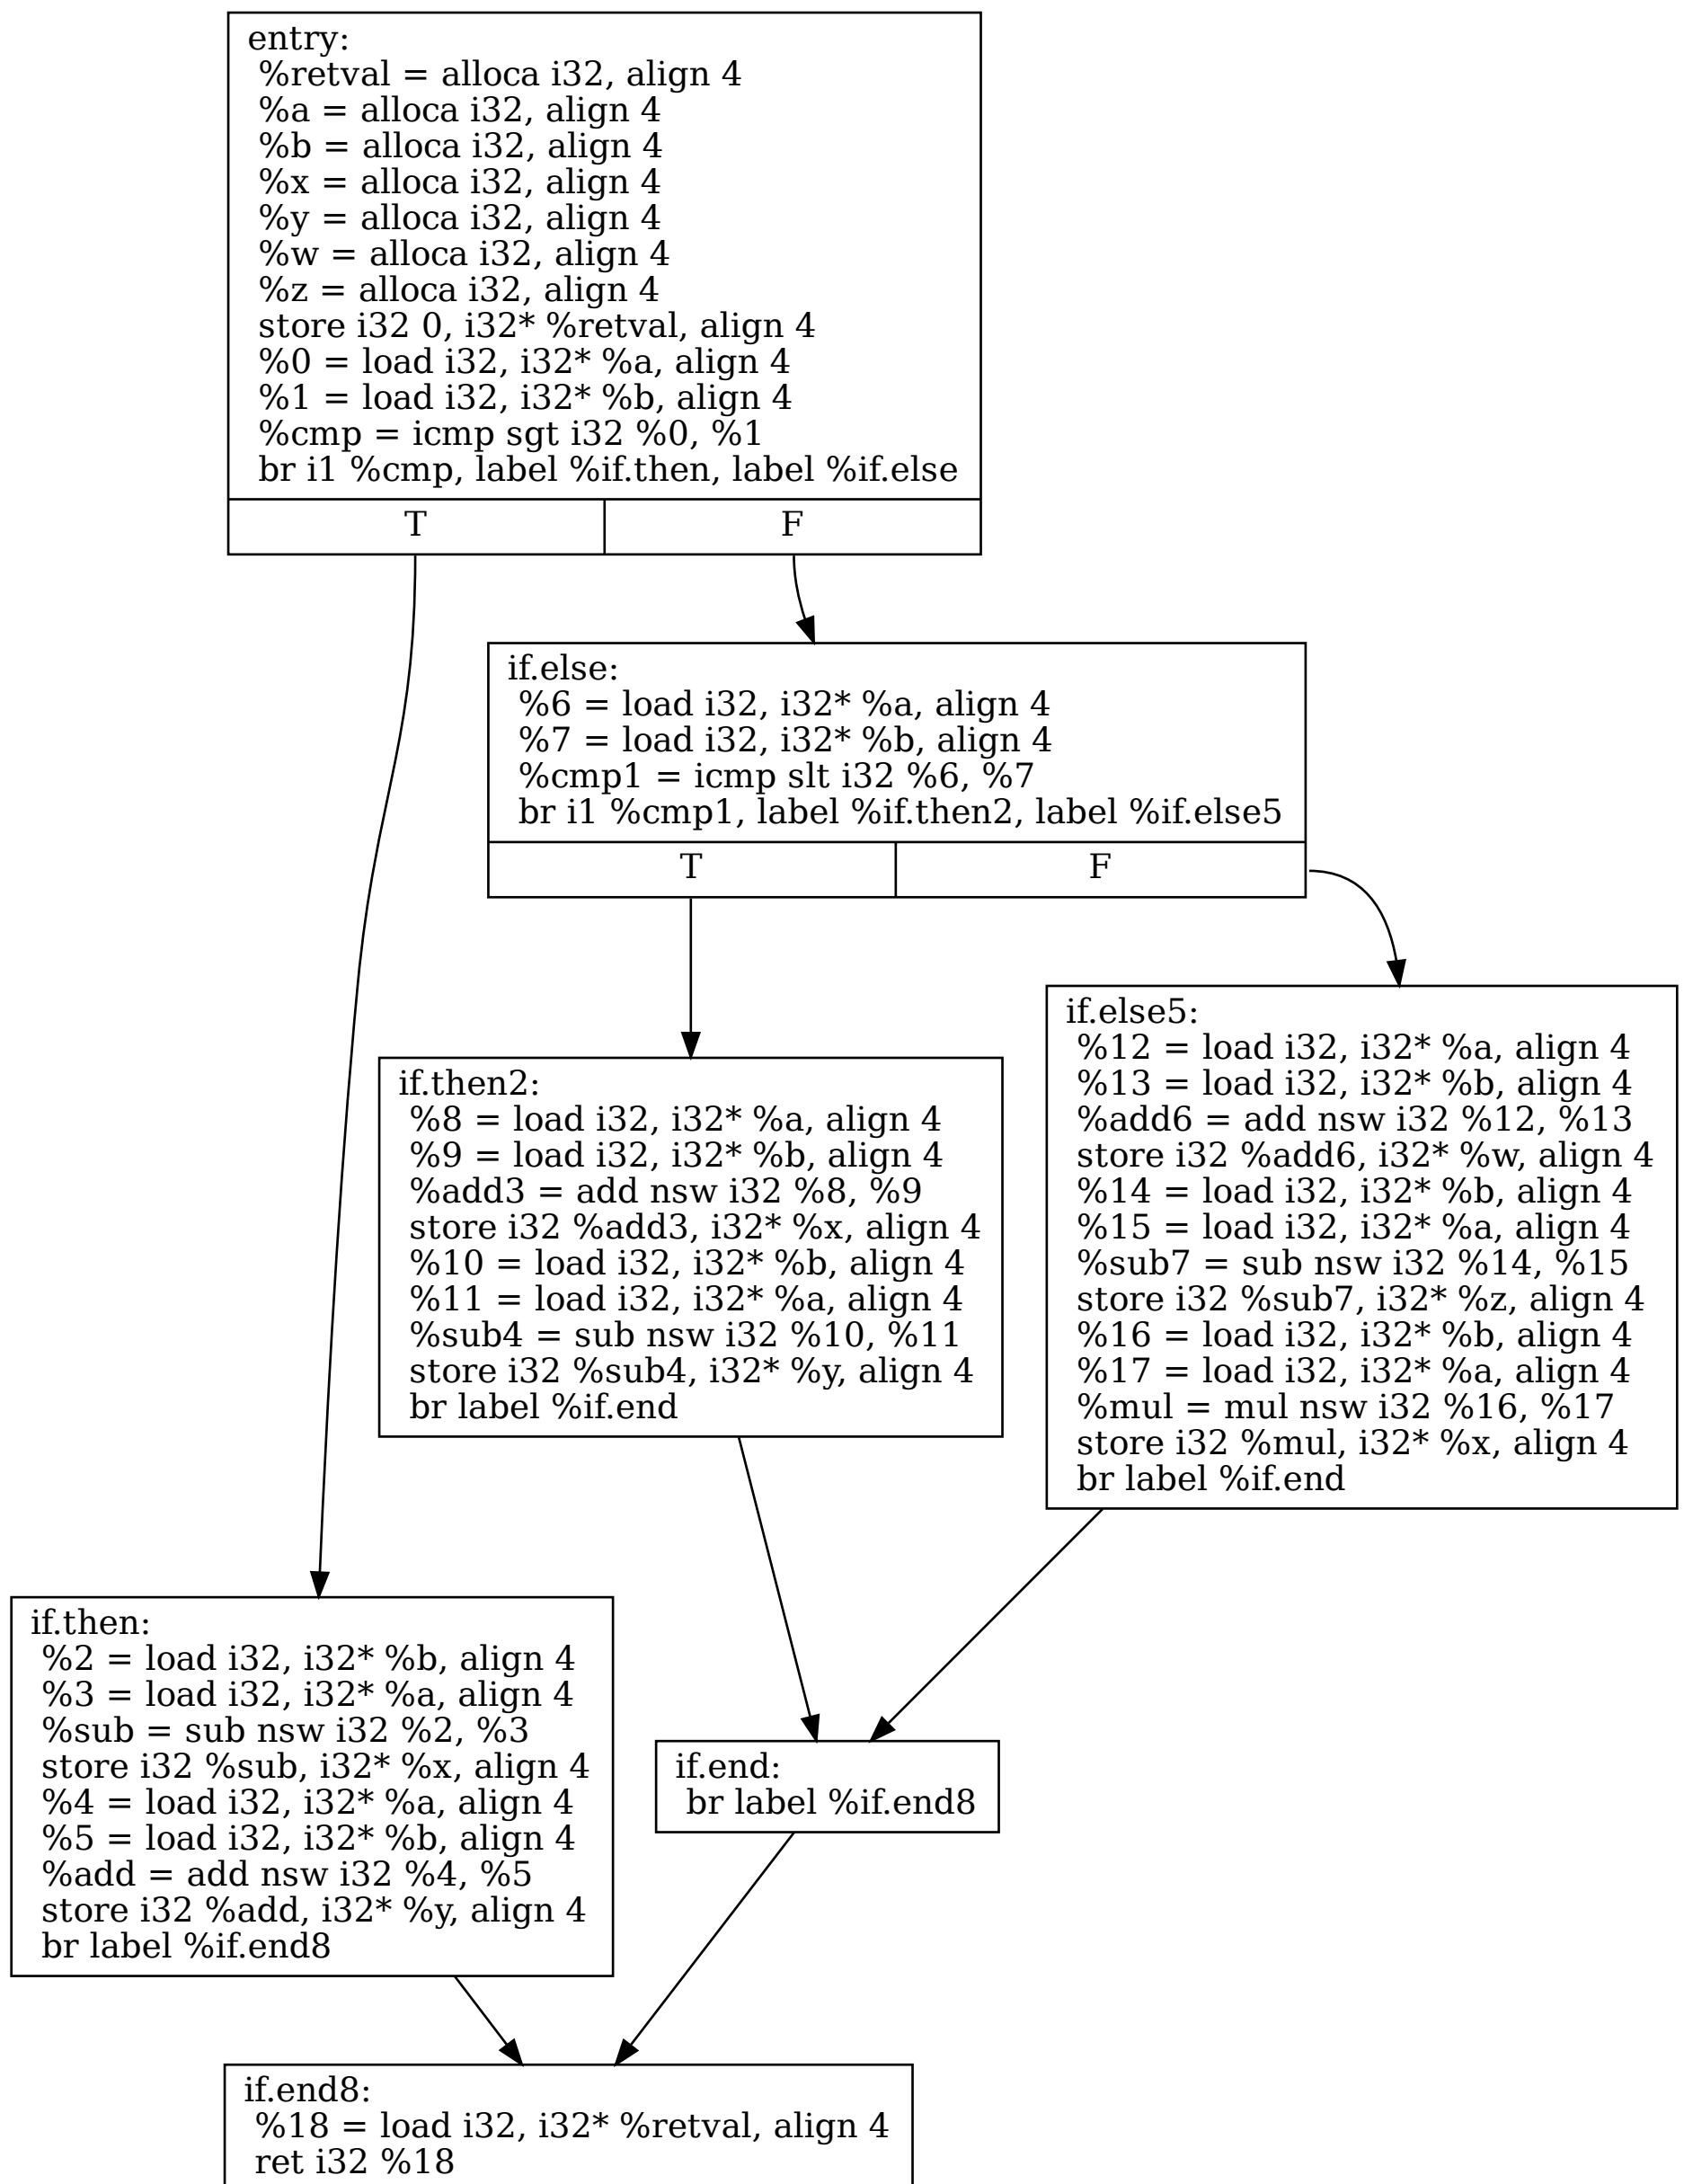 entry:
%retval = alloca i32, align 4
%a = alloca i32, align 4
%b = alloca i32, align 4
%x = alloca i32, align 4
%y = alloca i32, align 4
%w = alloca i32, align 4
%z = alloca i32, align 4
store i32 0, i32* %retval, align 4
%0 = load i32, i32* %a, align 4
%1 = load i32, i32* %b, align 4
%cmp = icmp sgt i32 %0, %1
br i1 %cmp, label %if.then, label %if.else
T F
if.else:
%6 = load i32, i32* %a, align 4
%7 = load i32, i32* %b, align 4
%cmp1 = icmp slt i32 %6, %7
br i1 %cmp1, label %if.then2, label %if.else5
T F
if.then2:
%8 = load i32, i32* %a, align 4
%9 = load i32, i32* %b, align 4
%add3 = add nsw i32 %8, %9
store i32 %add3, i32* %x, align 4
%10 = load i32, i32* %b, align 4
%11 = load i32, i32* %a, align 4
%sub4 = sub nsw i32 %10, %11
store i32 %sub4, i32* %y, align 4
br label %if.end
if.else5:
%12 = load i32, i32* %a, align 4
%13 = load i32, i32* %b, align 4
%add6 = add nsw i32 %12, %13
store i32 %add6, i32* %w, align 4
%14 = load i32, i32* %b, align 4
%15 = load i32, i32* %a, align 4
%sub7 = sub nsw i32 %14, %15
store i32 %sub7, i32* %z, align 4
%16 = load i32, i32* %b, align 4
%17 = load i32, i32* %a, align 4
%mul = mul nsw i32 %16, %17
store i32 %mul, i32* %x, align 4
br label %if.end
if.then:
%2 = load i32, i32* %b, align 4
%3 = load i32, i32* %a, align 4
%sub = sub nsw i32 %2, %3
store i32 %sub, i32* %x, align 4
%4 = load i32, i32* %a, align 4
%5 = load i32, i32* %b, align 4
%add = add nsw i32 %4, %5
store i32 %add, i32* %y, align 4
br label %if.end8
if.end:
br label %if.end8
if.end8:
%18 = load i32, i32* %retval, align 4
ret i32 %18